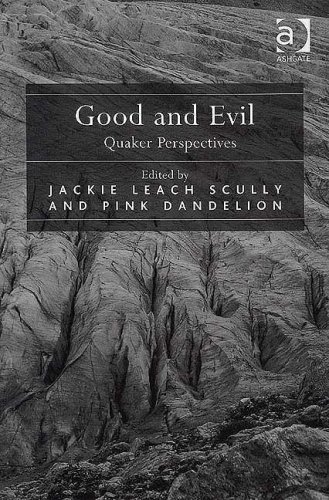 a
ASHGATE
Good and Evil
Quaker Perspectives
Edited by
JACKIE LEACH SCULLY
AND PINK DANDELION